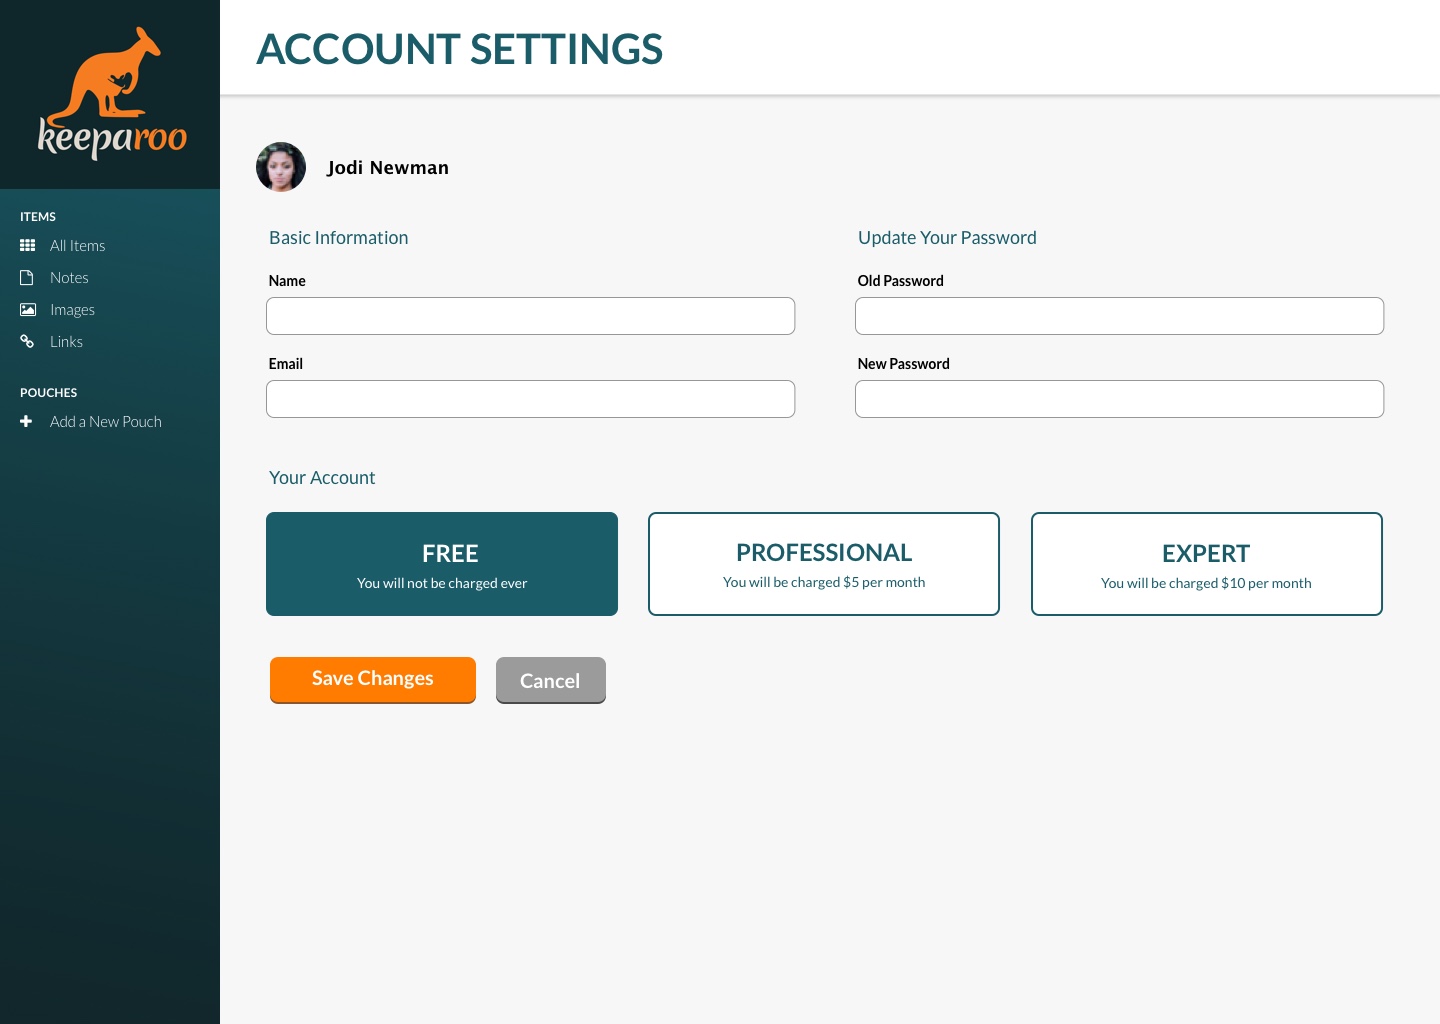 keeparoo
ITEMS
All Items
Notes
Images
Links
POUCHES
Add a New Pouch
ACCOUNT SETTINGS
Jodi Newman
Basic Information
Name
Email
Update Your Password
Old Password
New Password
Your Account
FREE
You will not be charged ever
PROFESSIONAL
You will be charged $5 per month
EXPERT
You will be charged $10 per month
Save Changes
Cancel